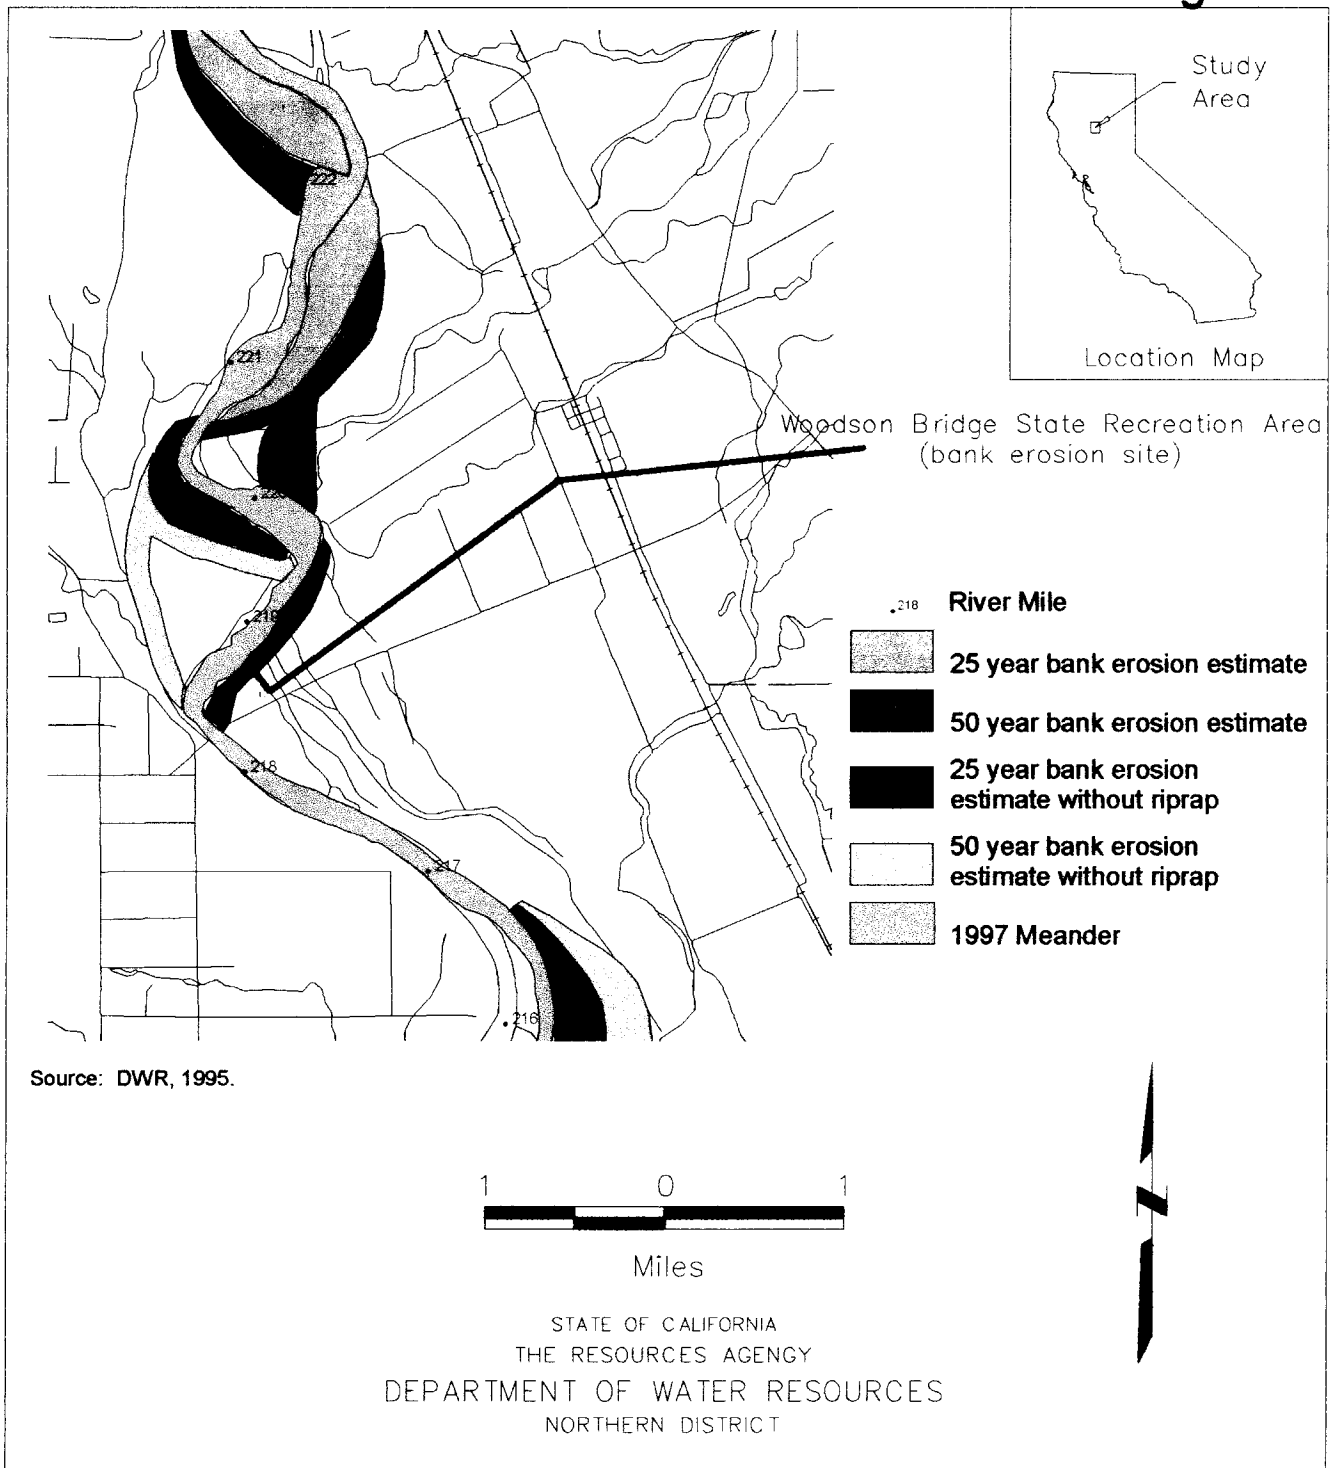 g
Study
Area
Location Map
Woodson Bridge State Recreation Area
(bank erosion site)
222
221
220
219
218
217
216
218
River Mile
25 year bank erosion estimate
50 year bank erosion estimate
25 year bank erosion
estimate without riprap
50 year bank erosion
estimate without riprap
1997 Meander
Source: DWR, 1995.
1 0 1
Miles
STATE OF CALIFORNIA
THE RESOURCES AGENGY
DEPARTMENT OF WATER RESOURCES
NORTHERN DISTRICT